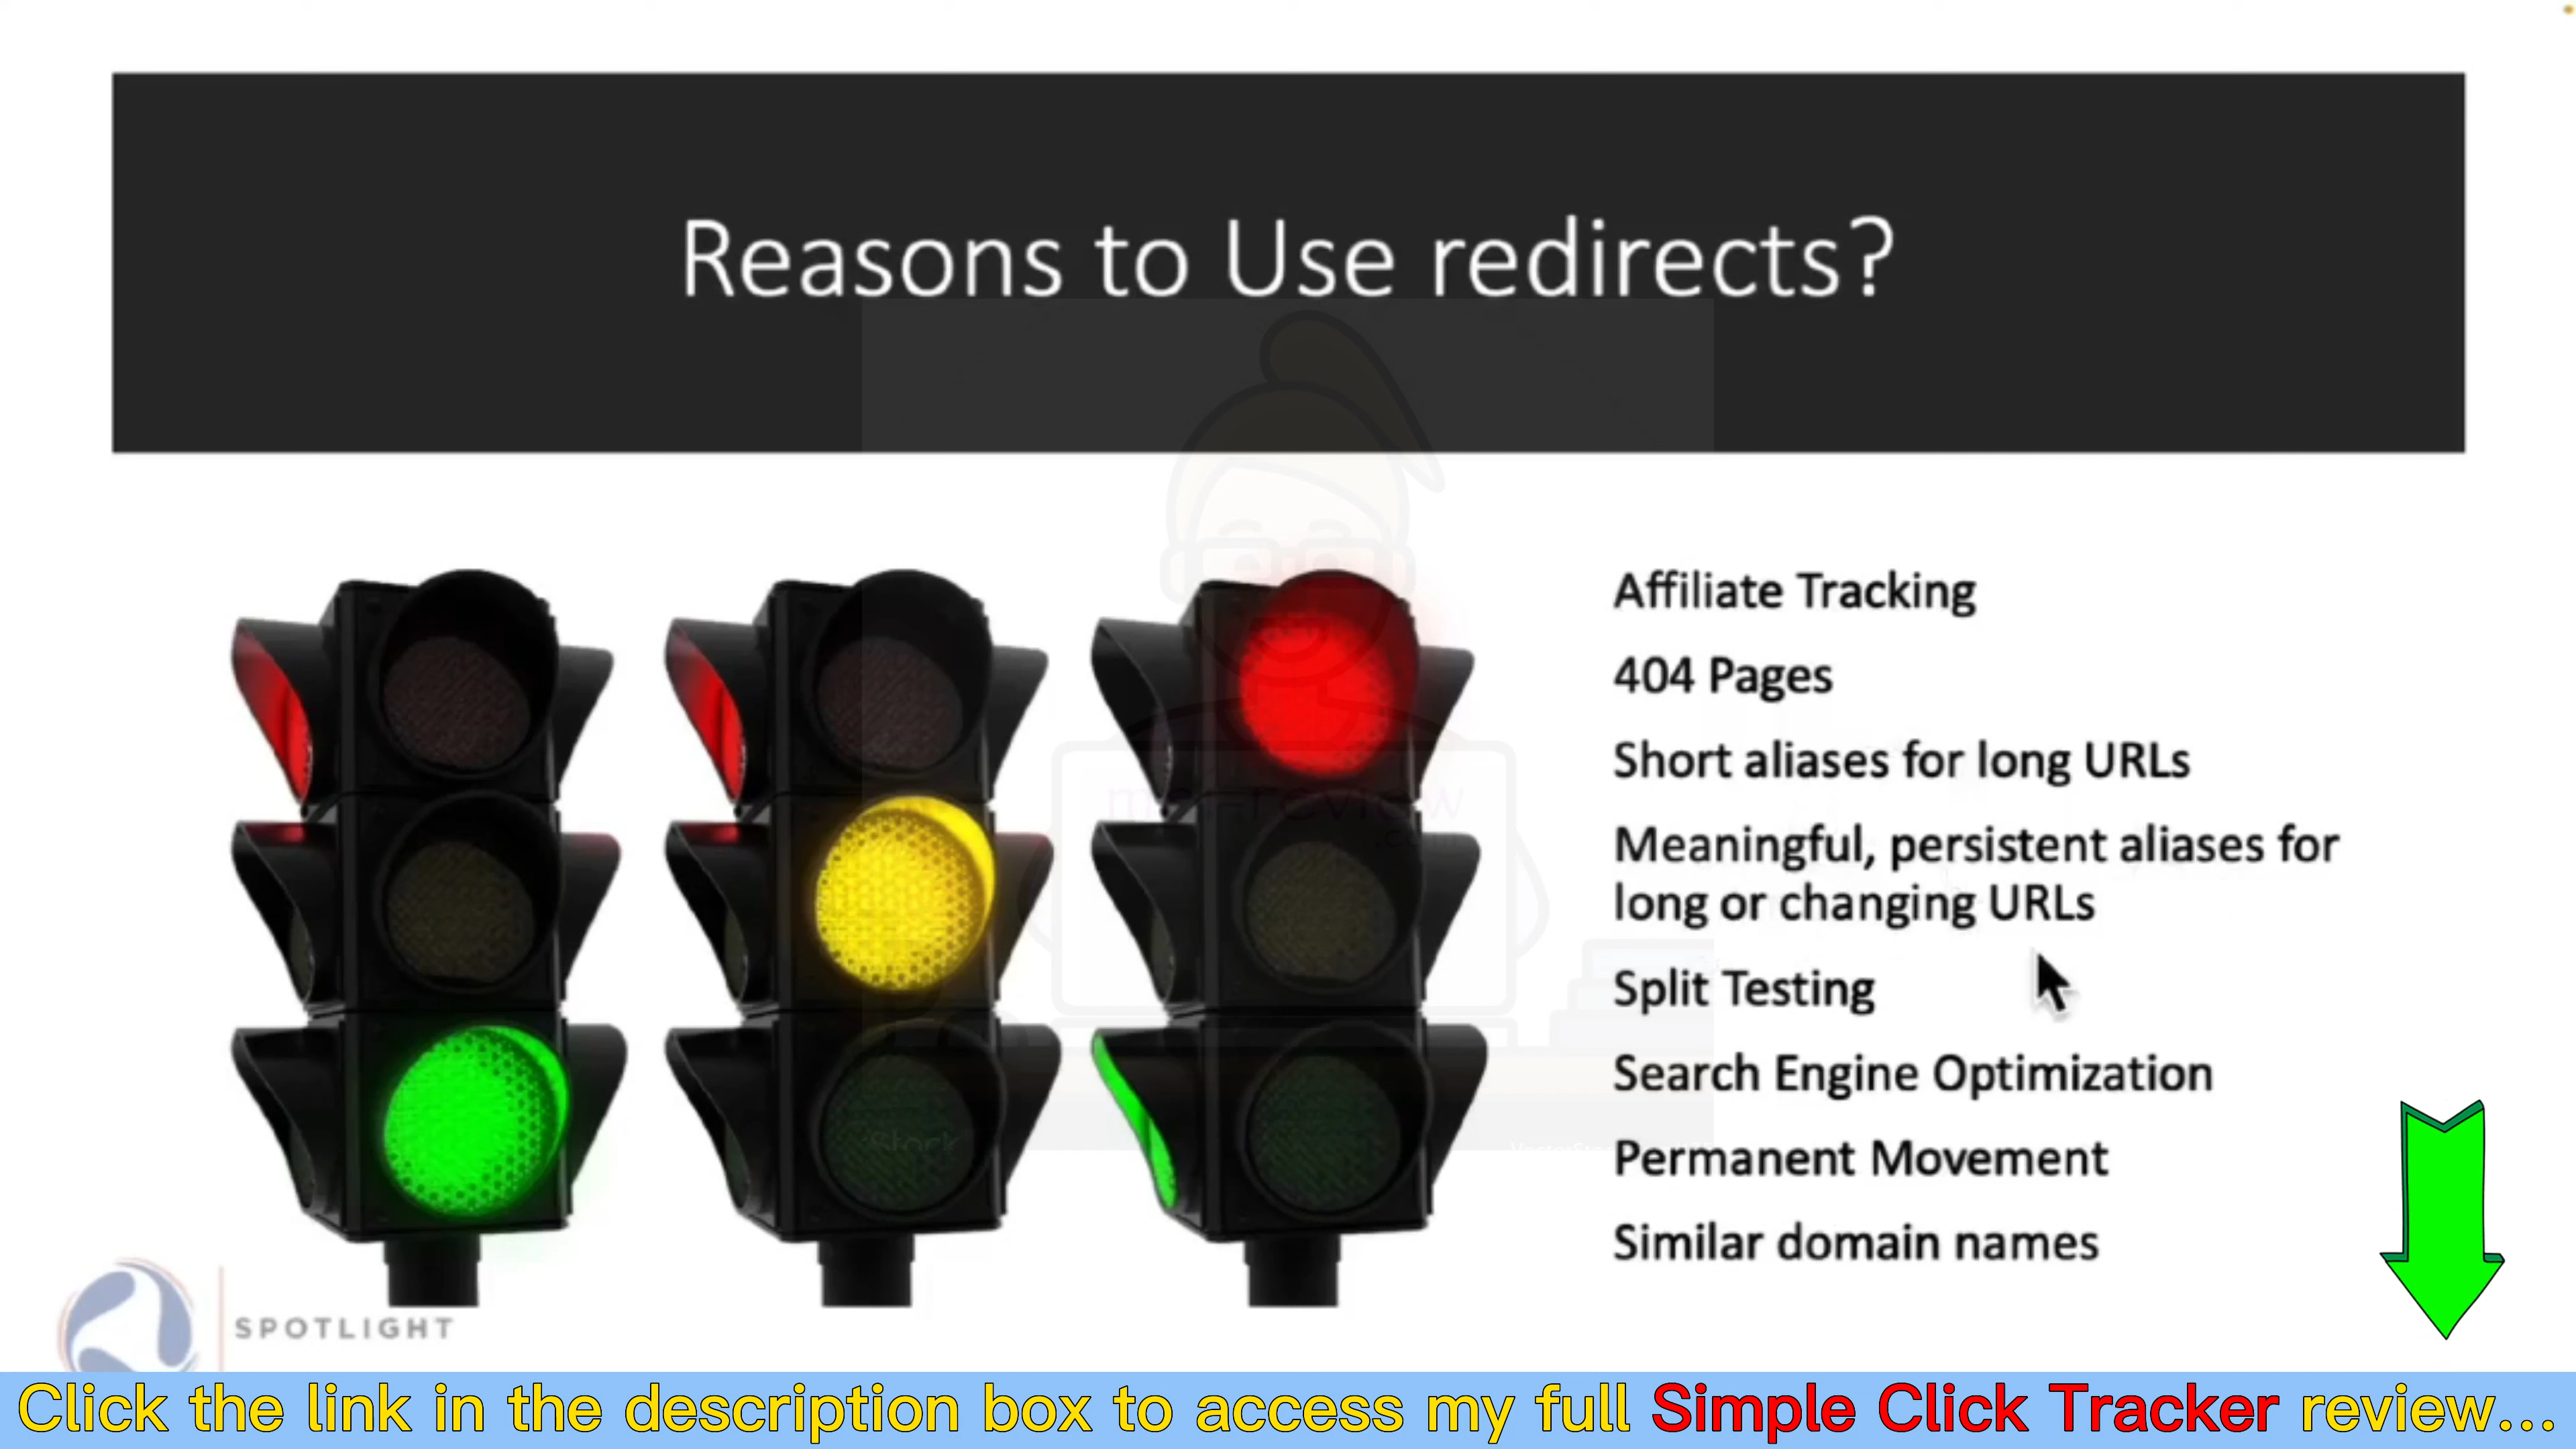 Reasons to Use redirects?
Affiliate Tracking
404 Pages
Short aliases for long URLs
Meaningful, persistent aliases for
long or changing URLs
Split Testing
Search Engine Optimization
Permanent Movement
Similar domain names
SPOTLIGHT
Click the link in the description box to access my full Simple Click Tracker review...